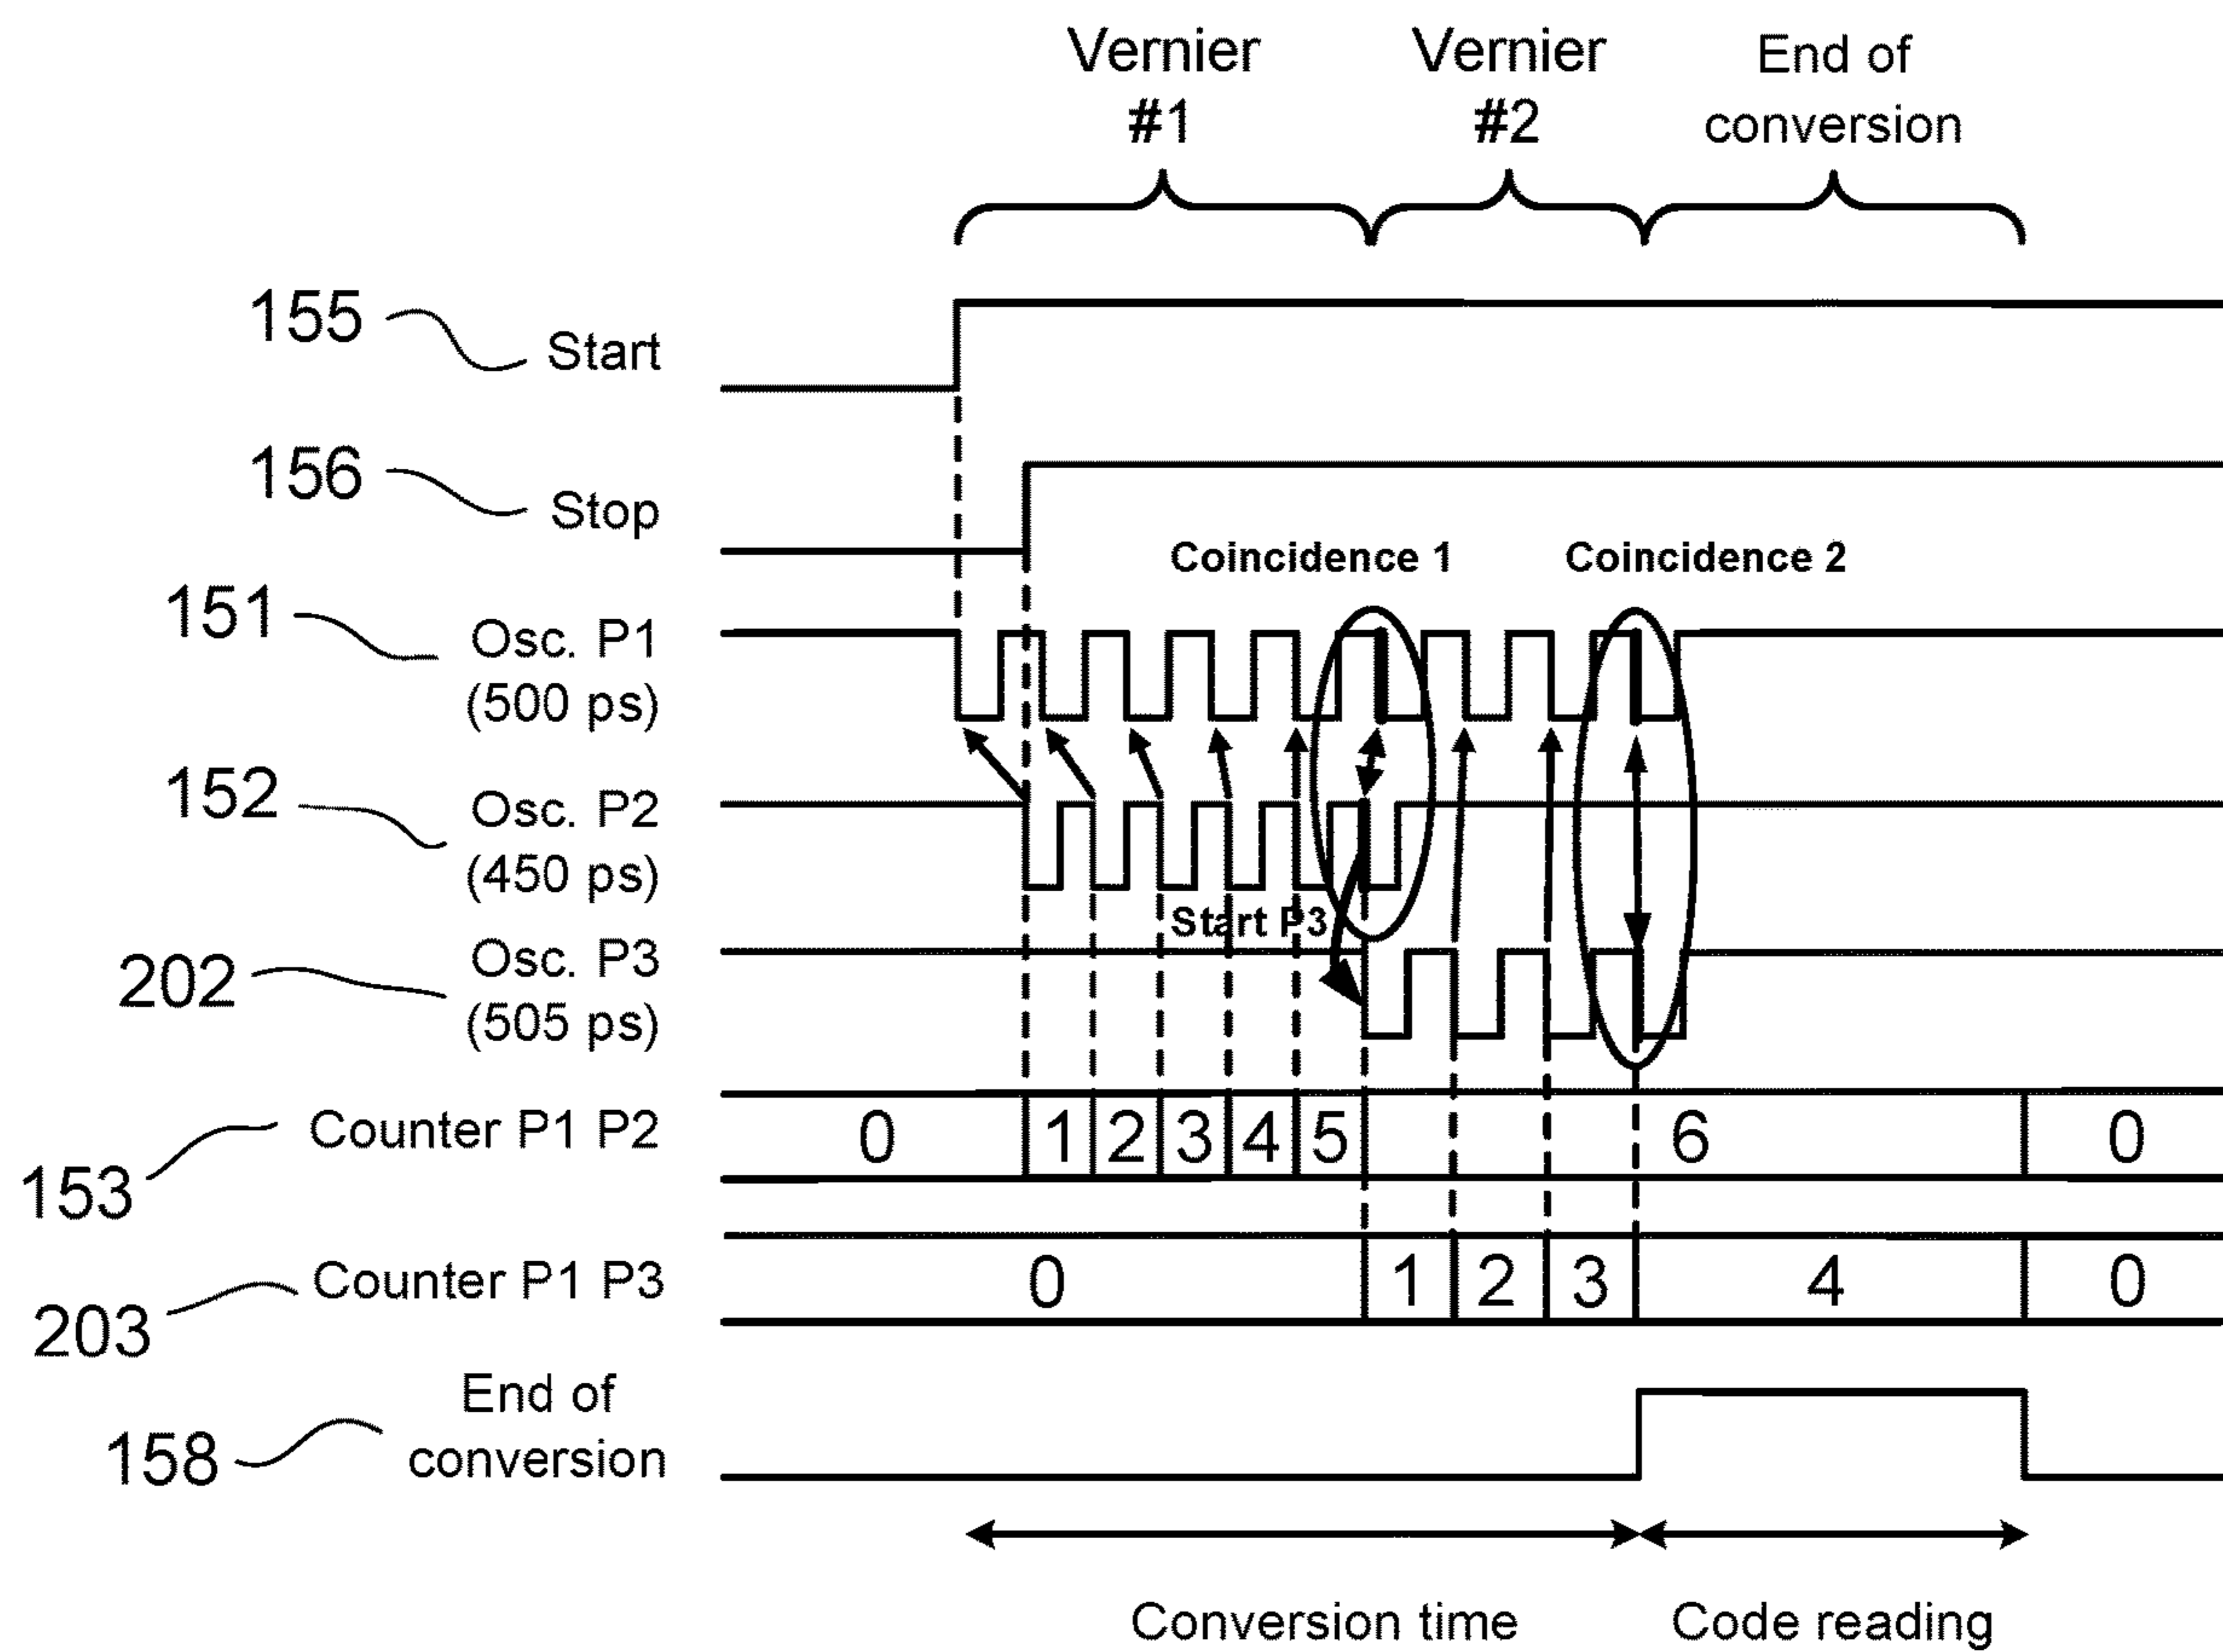 Vernier
#1
Vernier
#2
End of
conversion
155
Start
156
Stop
Coincidence 1
Coincidence 2
151
Osc. P1
(500 ps)
152
Osc. P2
(450 ps)
Start P3
202
Osc. P3
(505 ps)
153
Counter P1 P2
0 1 2 3 4 5 6 0
203
Counter P1 P3
0 1 2 3 4 0
158
End of
conversion
Conversion time
Code reading